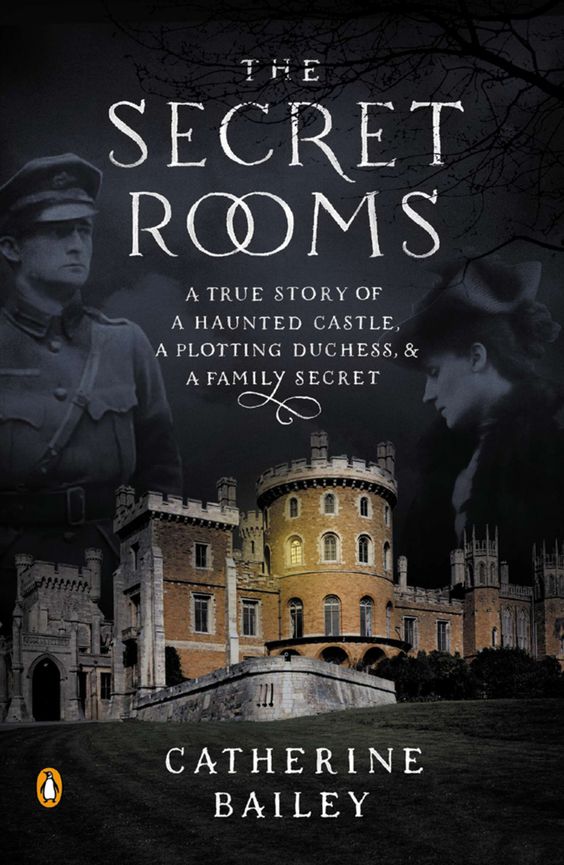 THE
SECRET
ROOMS
A TRUE STORY OF
A HAUNTED CASTLE,
A PLOTTING DUCHESS, &
A FAMILY SECRET
CATHERINE
BAILEY